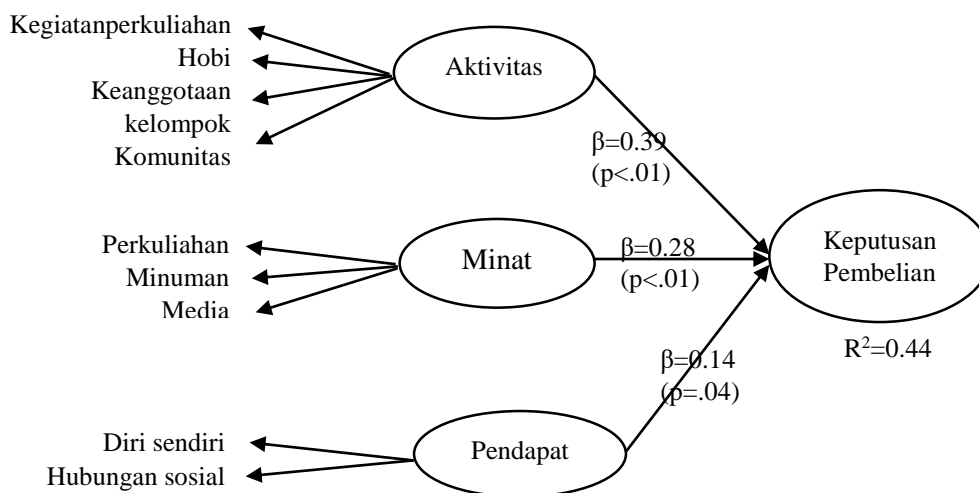 Kegiatanperkuliahan
Hobi
Keanggotaan
kelompok
Komunitas
Aktivitas
β=0.39
(p<.01)
Perkuliahan
Minuman
Media
Minat
β=0.28
(p<.01)
Keputusan
Pembelian
R²=0.44
β=0.14
(p=.04)
Diri sendiri
Hubungan sosial
Pendapat